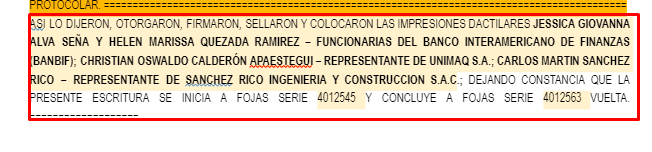 PROTOCOLAR. ==================================================================================
ASI LO DIJERON, OTORGARON, FIRMARON, SELLARON Y COLOCARON LAS IMPRESIONES DACTILARES JESSICA GIOVANNA
ALVA SEÑA Y HELEN MARISSA QUEZADA RAMIREZ – FUNCIONARIAS DEL BANCO INTERAMERICANO DE FINANZAS
(BANBIF); CHRISTIAN OSWALDO CALDERÓN APAESTEGUI – REPRESENTANTE DE UNIMAQ S.A.; CARLOS MARTIN SANCHEZ
RICO – REPRESENTANTE DE SANCHEZ RICO INGENIERIA Y CONSTRUCCION S.A.C.; DEJANDO CONSTANCIA QUE LA
PRESENTE ESCRITURA SE INICIA A FOJAS SERIE 4012545 Y CONCLUYE A FOJAS SERIE 4012563 VUELTA.
-------------------